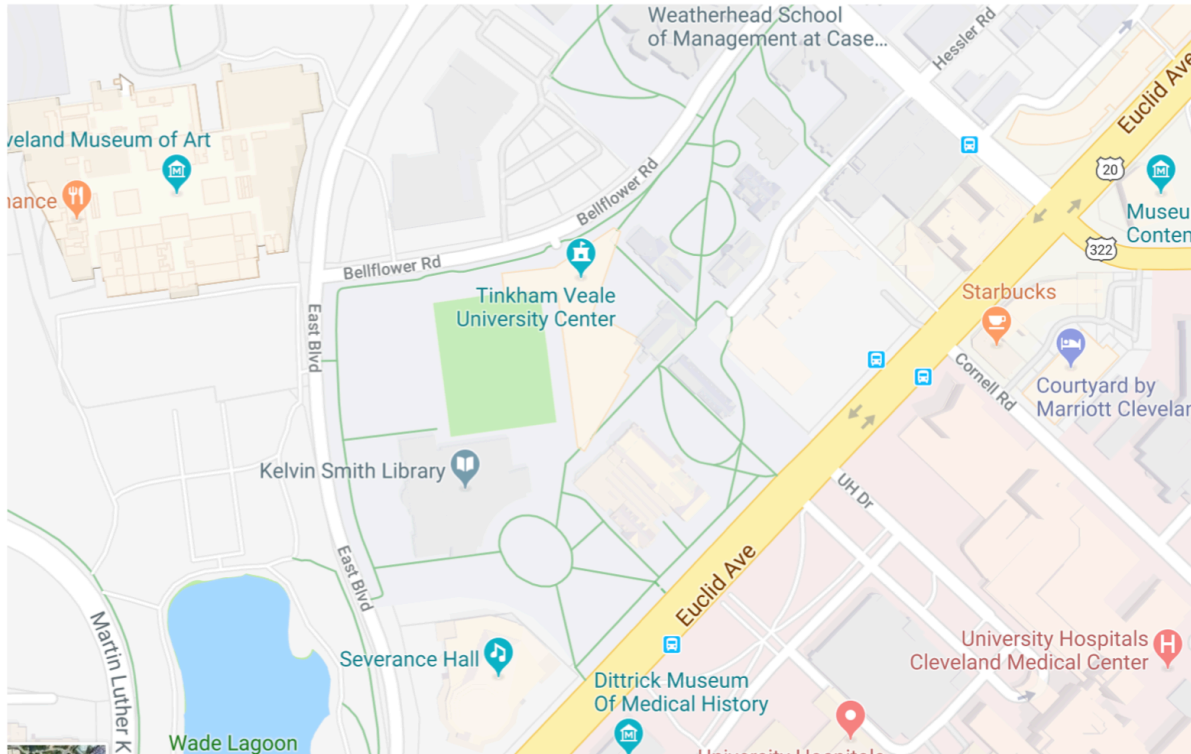 Weatherhead School
of Management at Case...
Hessler Rd
Euclid Ave
veland Museum of Art
20
nance
Bellflower Rd
Museu
Conten
322
Bellflower Rd
Tinkham Veale
University Center
Starbucks
East Blvd
Cornell Rd
Courtyard by
Marriott Clevelan
Kelvin Smith Library
UH Dr
East Blvd
Euclid Ave
Martin Luther K
Severance Hall
University Hospitals
Cleveland Medical Center
H
Dittrick Museum
Of Medical History
Wade Lagoon
University Hospitals